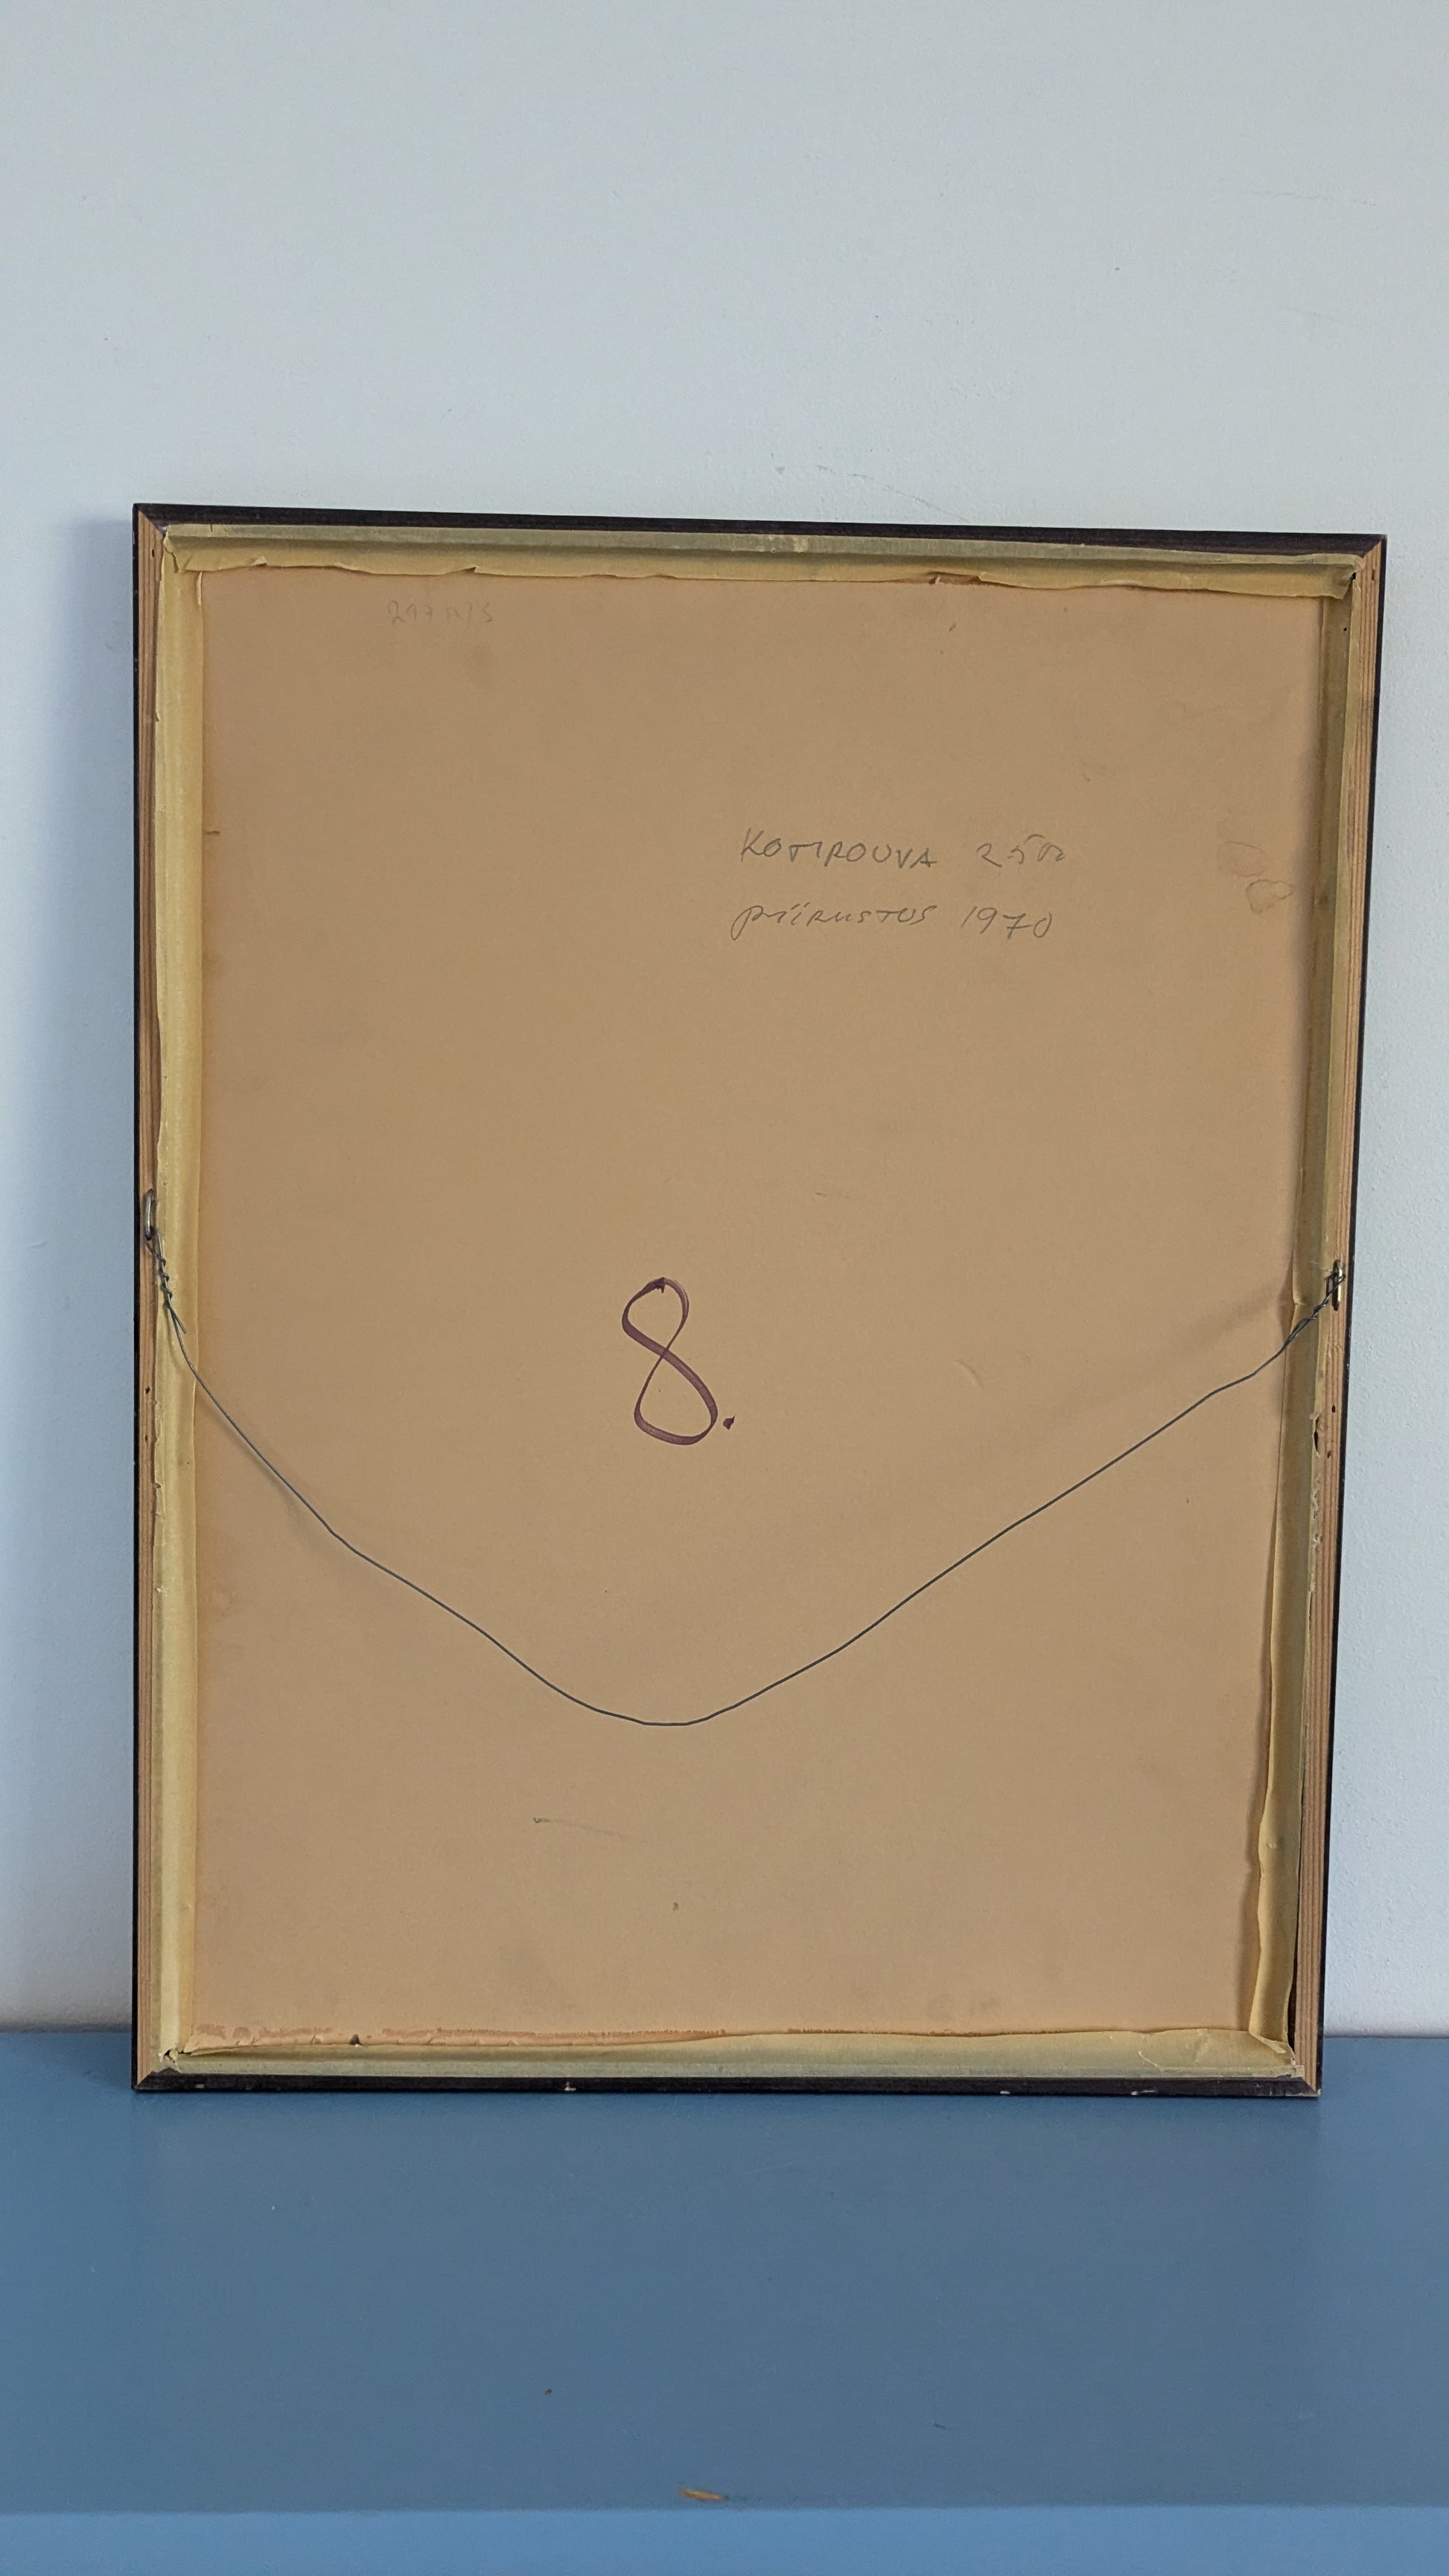 KOTIROUVA 250
piirustus 1970
8.